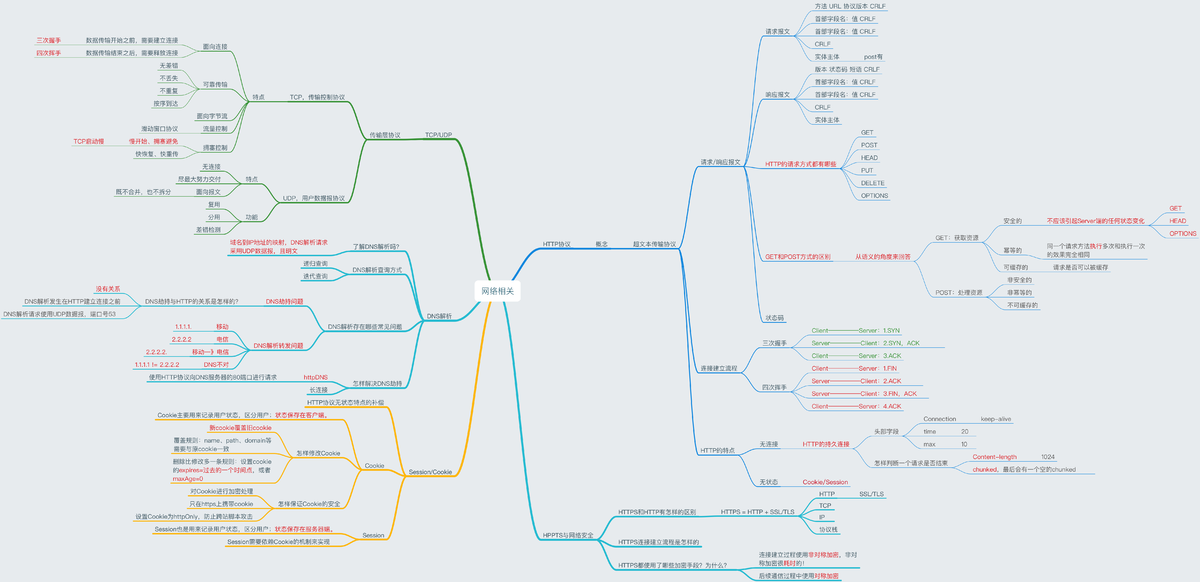 网络相关
TCP/UDP
传输层协议
TCP，传输控制协议
特点
面向连接
数据传输开始之前，需要建立连接
三次握手
数据传输结束之后，需要释放连接
四次挥手
可靠传输
无差错
不丢失
不重复
按序到达
面向字节流
流量控制
滑动窗口协议
拥塞控制
慢开始、拥塞避免
TCP启动慢
快恢复、快重传
UDP，用户数据报协议
特点
无连接
尽最大努力交付
面向报文
既不合并，也不拆分
功能
复用
分用
差错检测
DNS解析
了解DNS解析吗？
域名到IP地址的映射，DNS解析请求
采用UDP数据报，且明文
DNS解析查询方式
递归查询
迭代查询
DNS解析存在哪些常见问题
DNS劫持问题
DNS劫持与HTTP的关系是怎样的？
没有关系
DNS解析发生在HTTP建立连接之前
DNS解析请求使用UDP数据报，端口号53
DNS解析转发问题
移动
1.1.1.1.
电信
2.2.2.2
移动—》电信
2.2.2.2
DNS不对
1.1.1.1 != 2.2.2.2
怎样解决DNS劫持
httpDNS
使用HTTP协议向DNS服务器的80端口进行请求
长连接
Session/Cookie
HTTP协议无状态特点的补偿
Cookie
Cookie主要用来记录用户状态，区分用户；状态保存在客户端。
怎样修改Cookie
新cookie覆盖旧cookie
覆盖规则：name、path、domain等
需要与原cookie一致
删除比修改多一条规则：设置cookie
的expires=过去的一个时间点，或者
maxAge=0
怎样保证Cookie的安全
对Cookie进行加密处理
只在https上携带cookie
设置Cookie为httpOnly，防止跨站脚本攻击
Session
Session也是用来记录用户状态，区分用户；状态保存在服务器端。
Session需要依赖Cookie的机制来实现
HTTP协议
概念
超文本传输协议
请求/响应报文
请求报文
方法 URL 协议版本 CRLF
首部字段名：值 CRLF
首部字段名：值 CRLF
CRLF
实体主体
post有
响应报文
版本 状态码 短语 CRLF
首部字段名：值 CRLF
首部字段名：值 CRLF
CRLF
实体主体
HTTP的请求方式都有哪些
GET
POST
HEAD
PUT
DELETE
OPTIONS
GET和POST方式的区别
从语义的角度来回答
GET：获取资源
安全的
不应该引起Server端的任何状态变化
GET
HEAD
OPTIONS
幂等的
同一个请求方法执行多次和执行一次
的效果完全相同
可缓存的
请求是否可以被缓存
POST：处理资源
非安全的
非幂等的
不可缓存的
状态码
连接建立流程
三次握手
Client————Server：1.SYN
Server————Client：2.SYN，ACK
Client————Server：3.ACK
四次挥手
Client————Server：1.FIN
Server————Client：2.ACK
Server————Client：3.FIN，ACK
Client————Server：4.ACK
HTTP的特点
无连接
HTTP的持久连接
头部字段
Connection
keep-alive
time
20
max
10
怎样判断一个请求是否结束
Content-length
1024
chunked，最后会有一个空的chunked
无状态
Cookie/Session
HPPTS与网络安全
HTTPS和HTTP有怎样的区别
HTTPS = HTTP + SSL/TLS
HTTP
SSL/TLS
TCP
IP
协议栈
HTTPS连接建立流程是怎样的
HTTPS都使用了哪些加密手段？为什么？
连接建立过程使用非对称加密，非对
称加密很耗时的！
后续通信过程中使用对称加密